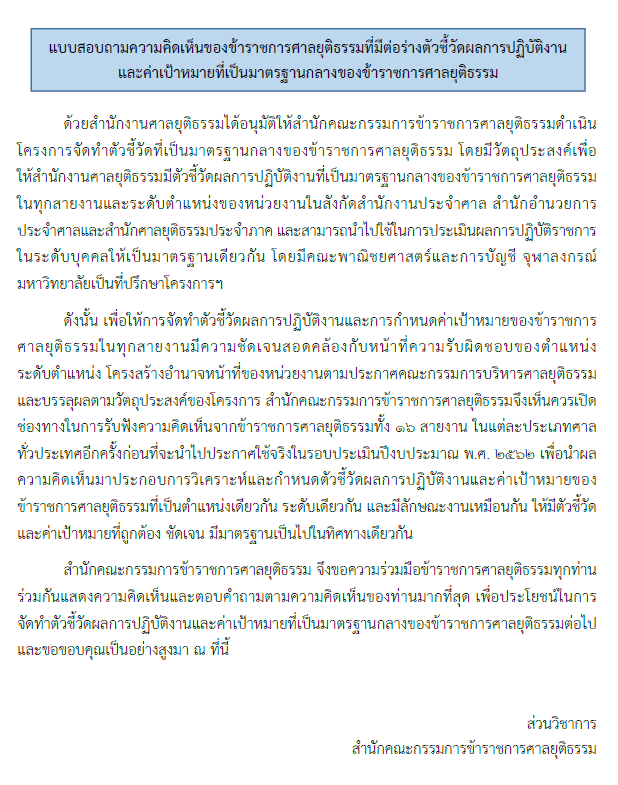 แบบสอบถามความคิดเห็นของข้าราชการศาลยุติธรรมที่มีต่อร่างตัวชี้วัดผลการปฏิบัติงาน
และค่าเป้าหมายที่เป็นมาตรฐานกลางของข้าราชการศาลยุติธรรม
ด้วยสำนักงานศาลยุติธรรมได้อนุมัติให้สำนักคณะกรรมการข้าราชการศาลยุติธรรมดำเนิน
โครงการจัดทำตัวชี้วัดที่เป็นมาตรฐานกลางของข้าราชการศาลยุติธรรม โดยมีวัตถุประสงค์เพื่อ
ให้สำนักงานศาลยุติธรรมมีตัวชี้วัดผลการปฏิบัติงานที่เป็นมาตรฐานกลางของข้าราชการศาลยุติธรรม
ในทุกสายงานและระดับตำแหน่งของหน่วยงานในสังกัดสำนักงานประจำศาล สำนักอำนวยการ
ประจำศาลและสำนักศาลยุติธรรมประจำภาค และสามารถนำไปใช้ในการประเมินผลการปฏิบัติราชการ
ในระดับบุคคลให้เป็นมาตรฐานเดียวกัน โดยมีคณะพาณิชยศาสตร์และการบัญชี จุฬาลงกรณ์
มหาวิทยาลัยเป็นที่ปรึกษาโครงการฯ
ดังนั้น เพื่อให้การจัดทำตัวชี้วัดผลการปฏิบัติงานและการกำหนดค่าเป้าหมายของข้าราชการ
ศาลยุติธรรมในทุกสายงานมีความชัดเจนสอดคล้องกับหน้าที่ความรับผิดชอบของตำแหน่ง
ระดับตำแหน่ง โครงสร้างอำนาจหน้าที่ของหน่วยงานตามประกาศคณะกรรมการบริหารศาลยุติธรรม
และบรรลุผลตามวัตถุประสงค์ของโครงการ สำนักคณะกรรมการข้าราชการศาลยุติธรรมจึงเห็นควรเปิด
ช่องทางในการรับฟังความคิดเห็นจากข้าราชการศาลยุติธรรมทั้ง ๑๖ สายงาน ในแต่ละประเภทศาล
ทั่วประเทศอีกครั้งก่อนที่จะนำไปประกาศใช้จริงในรอบประเมินปีงบประมาณ พ.ศ. ๒๕๖๒ เพื่อนำผล
ความคิดเห็นมาประกอบการวิเคราะห์และกำหนดตัวชี้วัดผลการปฏิบัติงานและค่าเป้าหมายของ
ข้าราชการศาลยุติธรรมที่เป็นตำแหน่งเดียวกัน ระดับเดียวกัน และมีลักษณะงานเหมือนกัน ให้มีตัวชี้วัด
และค่าเป้าหมายที่ถูกต้อง ชัดเจน มีมาตรฐานเป็นไปในทิศทางเดียวกัน
สำนักคณะกรรมการข้าราชการศาลยุติธรรม จึงขอความร่วมมือข้าราชการศาลยุติธรรมทุกท่าน
ร่วมกันแสดงความคิดเห็นและตอบคำถามตามความคิดเห็นของท่านมากที่สุด เพื่อประโยชน์ในการ
จัดทำตัวชี้วัดผลการปฏิบัติงานและค่าเป้าหมายที่เป็นมาตรฐานกลางของข้าราชการศาลยุติธรรมต่อไป
และขอขอบคุณเป็นอย่างสูงมา ณ ที่นี้
ส่วนวิชาการ
สำนักคณะกรรมการข้าราชการศาลยุติธรรม